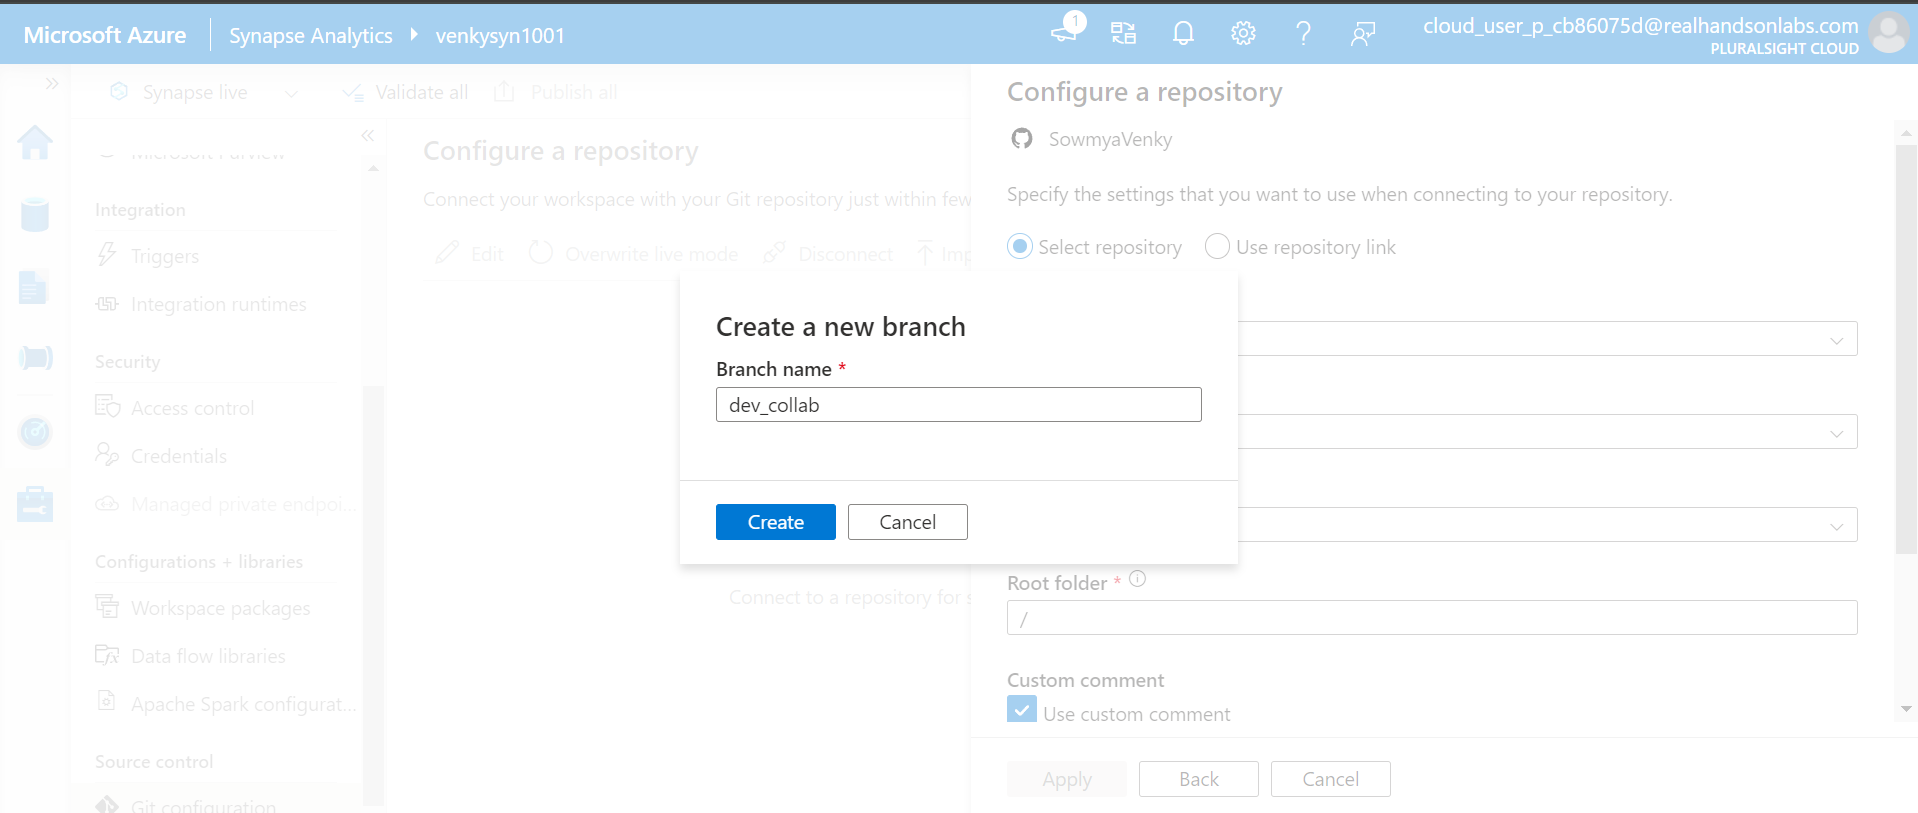 Microsoft Azure
Synapse Analytics
venkysyn1001
1
cloud_user_p_cb86075d@realhandsonlabs.com
PLURALSIGHT CLOUD
Synapse live
Validate all
Publish all
Microsoft Purview
Integration
Triggers
Integration runtimes
Security
Access control
Credentials
Managed private endpoi...
Configurations + libraries
Workspace packages
Data flow libraries
Apache Spark configurat...
Source control
Git configuration
Configure a repository
Connect your workspace with your Git repository just within few
Edit
Overwrite live mode
Disconnect
Imp
Connect to a repository for s
Create a new branch
Branch name *
dev_collab
Create
Cancel
Configure a repository
SowmyaVenky
Specify the settings that you want to use when connecting to your repository.
Select repository
Use repository link
Root folder *
/
Custom comment
Use custom comment
Apply
Back
Cancel